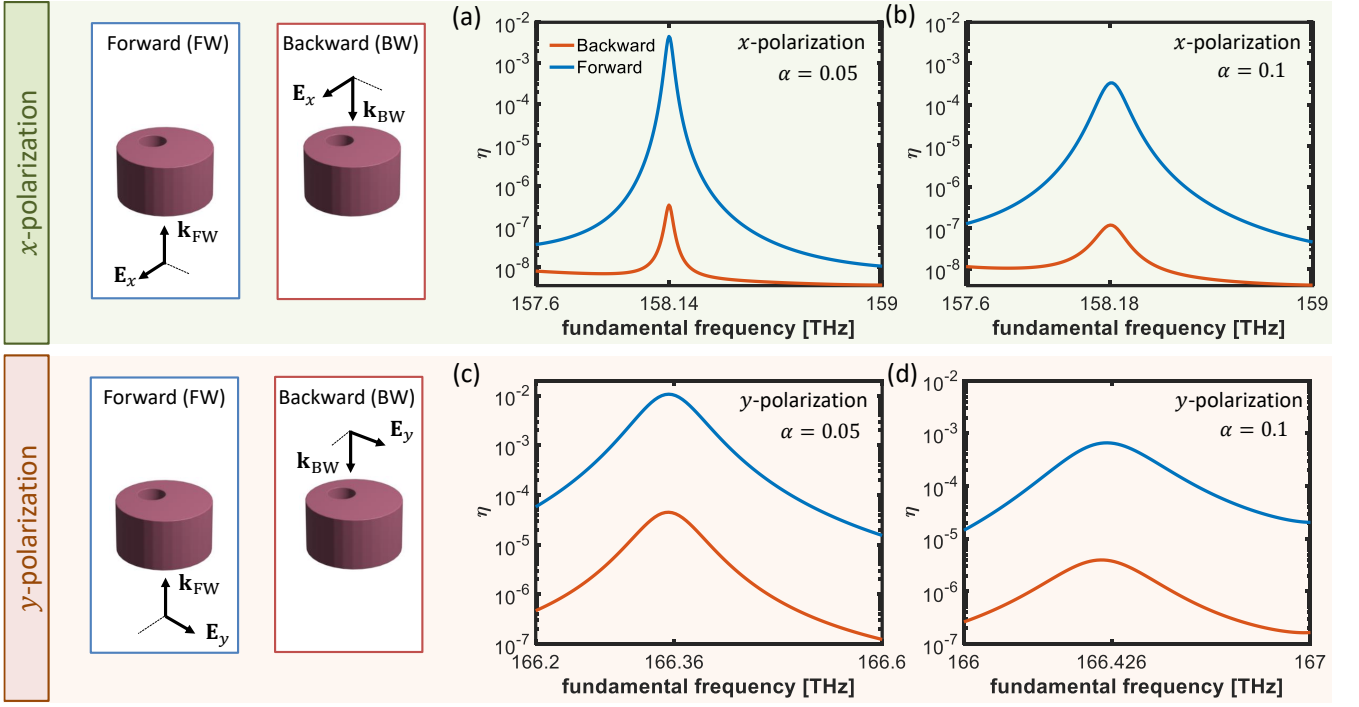 x-polarization
Forward (FW)
k_FW
E_x
Backward (BW)
E_x
k_BW
(a)
x-polarization
α = 0.05
Backward
Forward
η
10^-2
10^-3
10^-4
10^-5
10^-6
10^-7
10^-8
157.6
158.14
159
fundamental frequency [THz]
(b)
x-polarization
α = 0.1
η
10^-2
10^-3
10^-4
10^-5
10^-6
10^-7
10^-8
157.6
158.18
159
fundamental frequency [THz]
y-polarization
Forward (FW)
k_FW
E_y
Backward (BW)
E_y
k_BW
(c)
y-polarization
α = 0.05
η
10^-2
10^-3
10^-4
10^-5
10^-6
10^-7
166.2
166.36
166.6
fundamental frequency [THz]
(d)
y-polarization
α = 0.1
η
10^-2
10^-3
10^-4
10^-5
10^-6
10^-7
166
166.426
167
fundamental frequency [THz]